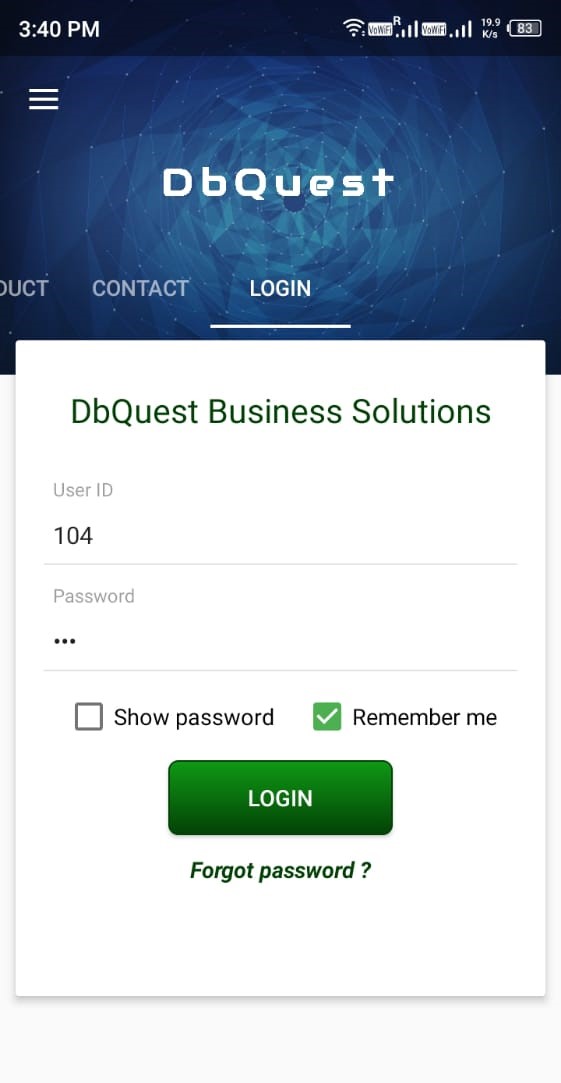 3:40 PM VoWiFi R VoWiFi 19.9 K/s 83
DbQuest
DUCT CONTACT LOGIN
DbQuest Business Solutions
User ID
104
Password
•••
Show password Remember me
LOGIN
Forgot password ?